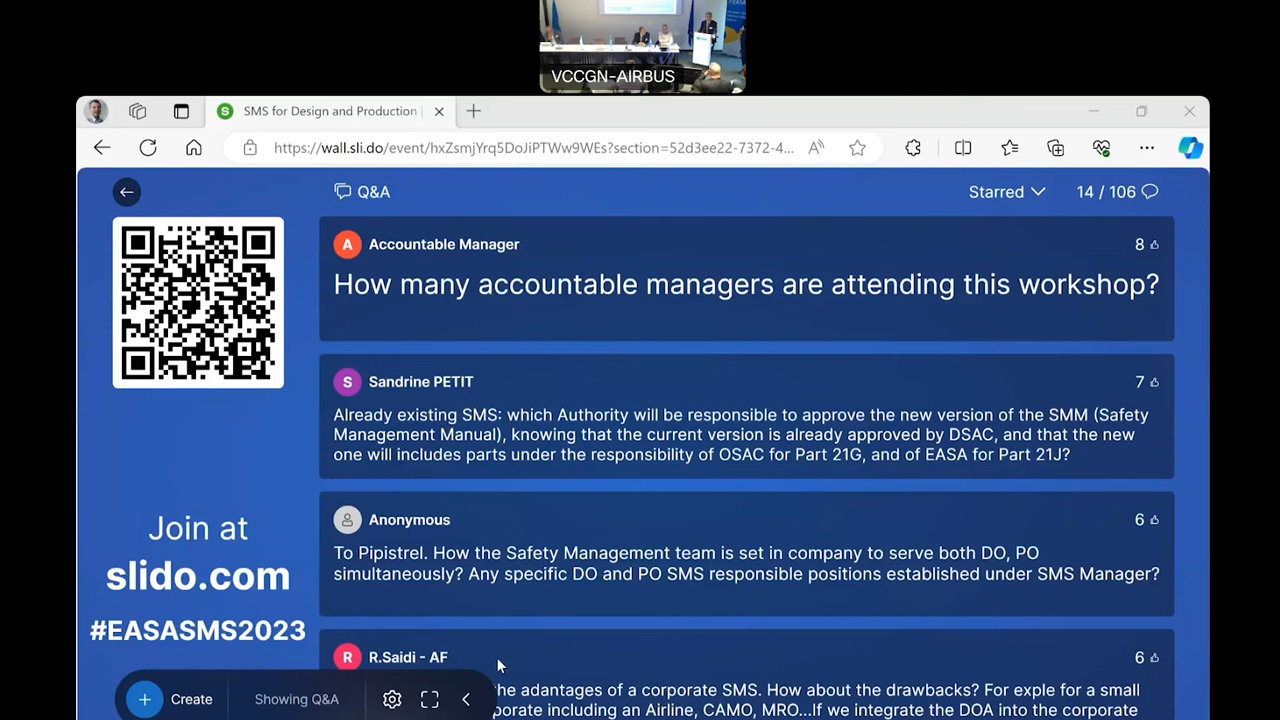 VCCGN-AIRBUS
SMS for Design and Production
https://wall.sli.do/event/hxZsmjYrq5DoJiPTWw9WEs?section=52d3ee22-7372-4...
Q&A
Starred
14 / 106
A
Accountable Manager
8
How many accountable managers are attending this workshop?
S
Sandrine PETIT
7
Already existing SMS: which Authority will be responsible to approve the new version of the SMM (Safety
Management Manual), knowing that the current version is already approved by DSAC, and that the new
one will includes parts under the responsibility of OSAC for Part 21G, and of EASA for Part 21J?
Anonymous
6
To Pipistrel. How the Safety Management team is set in company to serve both DO, PO
simultaneously? Any specific DO and PO SMS responsible positions established under SMS Manager?
R
R.Saidi - AF
6
he adantages of a corporate SMS. How about the drawbacks? For exple for a small
porate including an Airline, CAMO, MRO...If we integrate the DOA into the corporate
Join at
slido.com
#EASASMS2023
Create
Showing Q&A